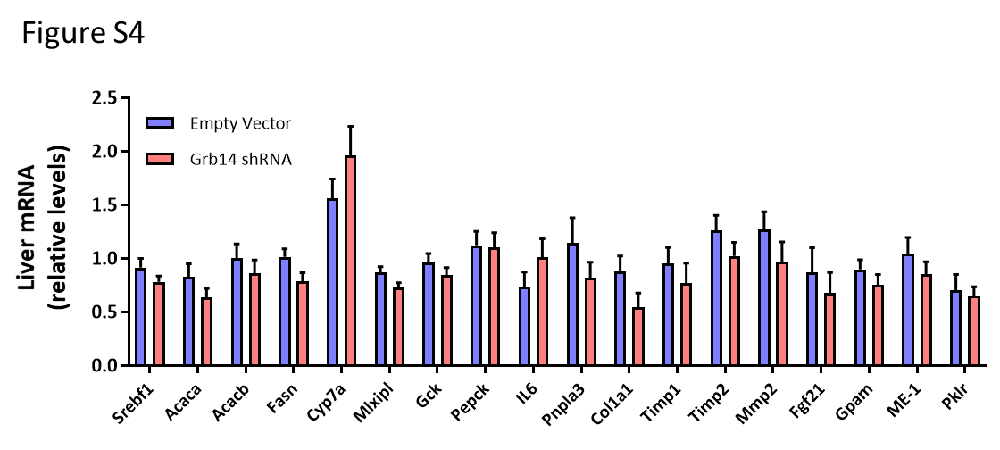 Figure S4
2.5
2.0
1.5
1.0
0.5
0.0
Liver mRNA
(relative levels)
Empty Vector
Grb14 shRNA
Srebf1
Acaca
Acacb
Fasn
Cyp7a
Mlxipl
Gck
Pepck
IL6
Pnpla3
Col1a1
Timp1
Timp2
Mmp2
Fgf21
Gpam
ME-1
Pklr